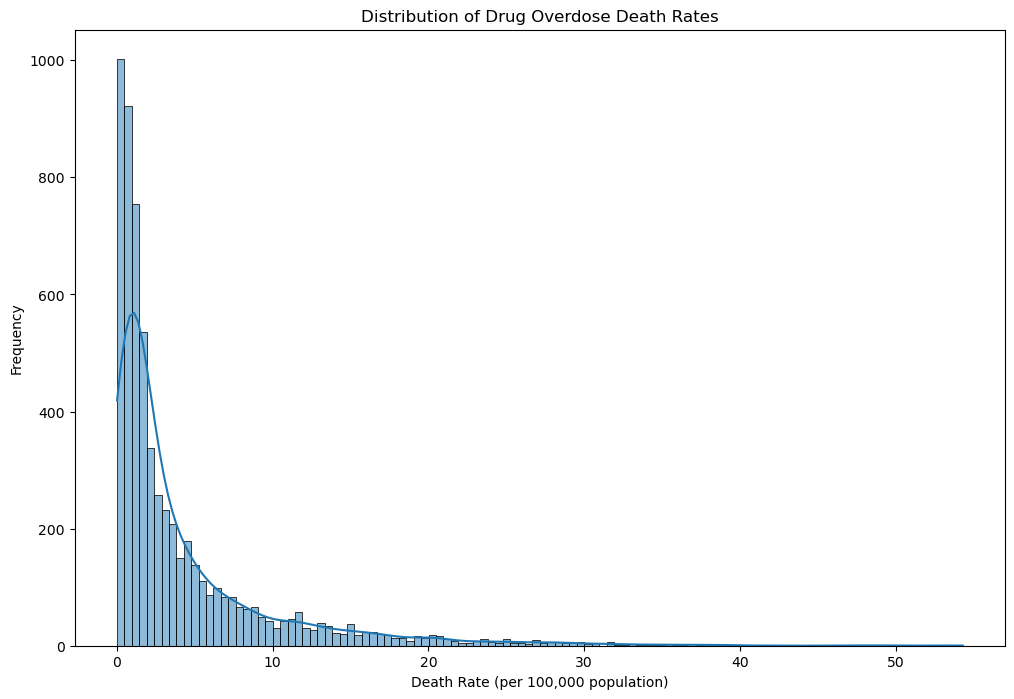 Distribution of Drug Overdose Death Rates
1000
800
600
400
200
0
Frequency
0 10 20 30 40 50
Death Rate (per 100,000 population)